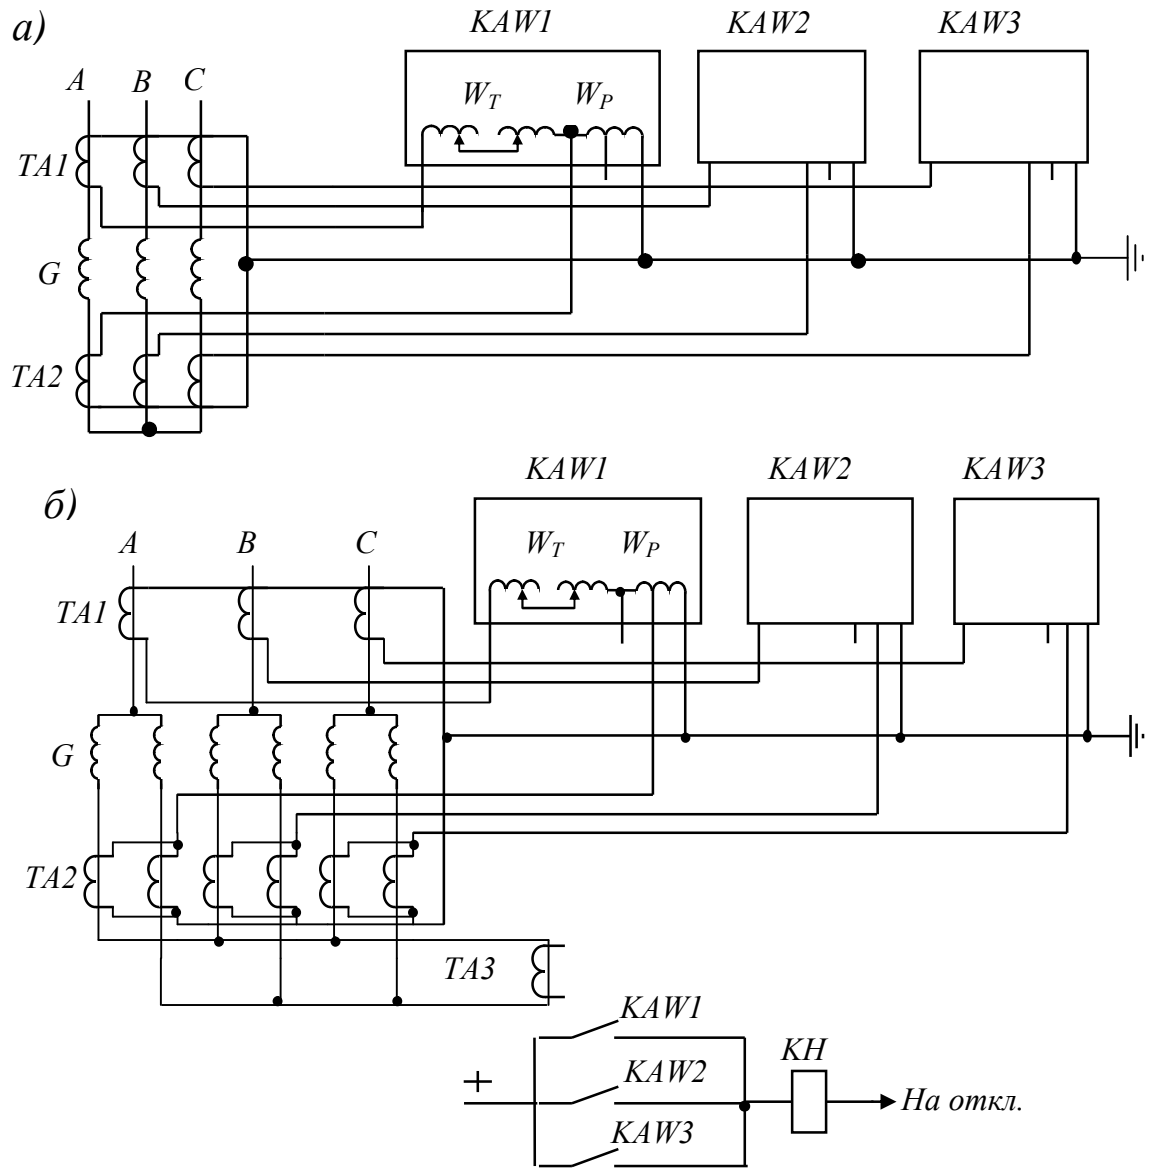 а)
KAW1 KAW2 KAW3
A B C
W_T W_P
TA1
G
TA2
б)
KAW1 KAW2 KAW3
A B C
W_T W_P
TA1
G
TA2
TA3
KAW1
KH
+ KAW2
На откл.
KAW3